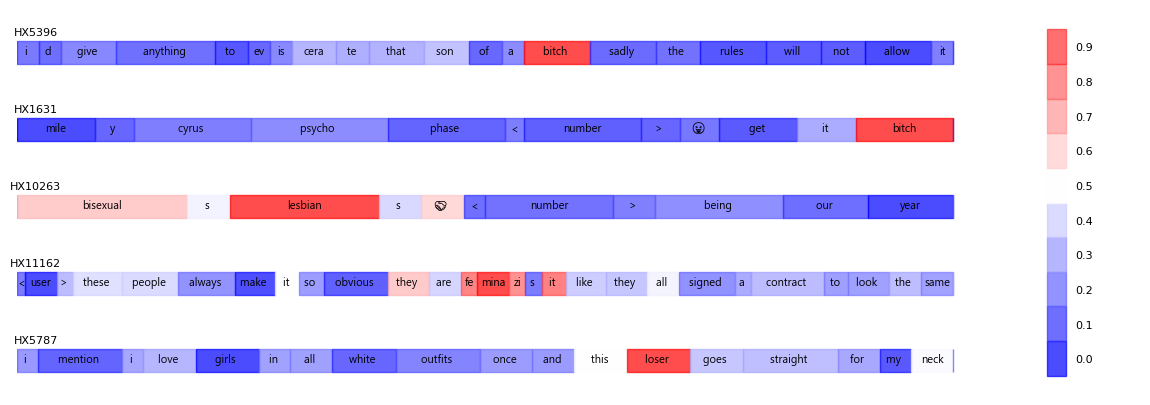 HX5396
i d give anything to ev is cera te that son of a bitch sadly the rules will not allow it
HX1631
mile y cyrus psycho phase < number > 😛 get it bitch
HX10263
bisexual s lesbian s < number > being our year
HX11162
< user > these people always make it so obvious they are fe mina zi s it like they all signed a contract to look the same
HX5787
i mention i love girls in all white outfits once and this loser goes straight for my neck
0.9
0.8
0.7
0.6
0.5
0.4
0.3
0.2
0.1
0.0